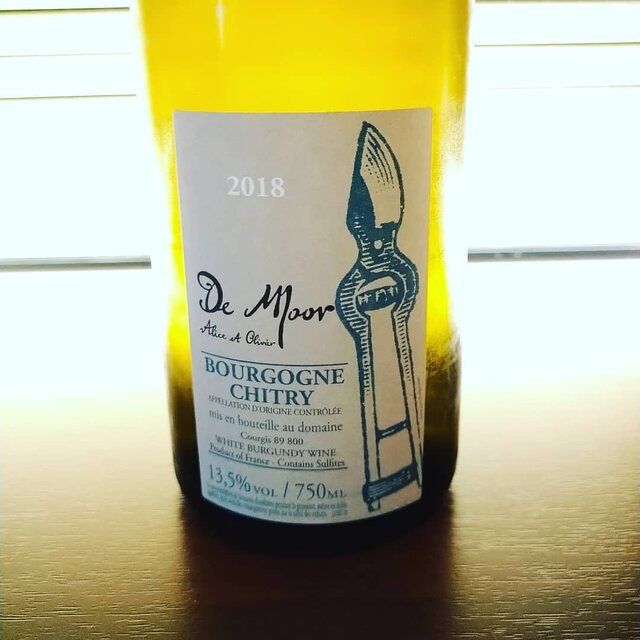 2018
De Moor
Alice et Olivier
BOURGOGNE
CHITRY
APPELLATION D'ORIGINE CONTRÔLÉE
mis en bouteille au domaine
Courgis 89 800
WHITE BURGUNDY WINE
Product of France - Contains Sulfites
13,5% VOL / 750ML